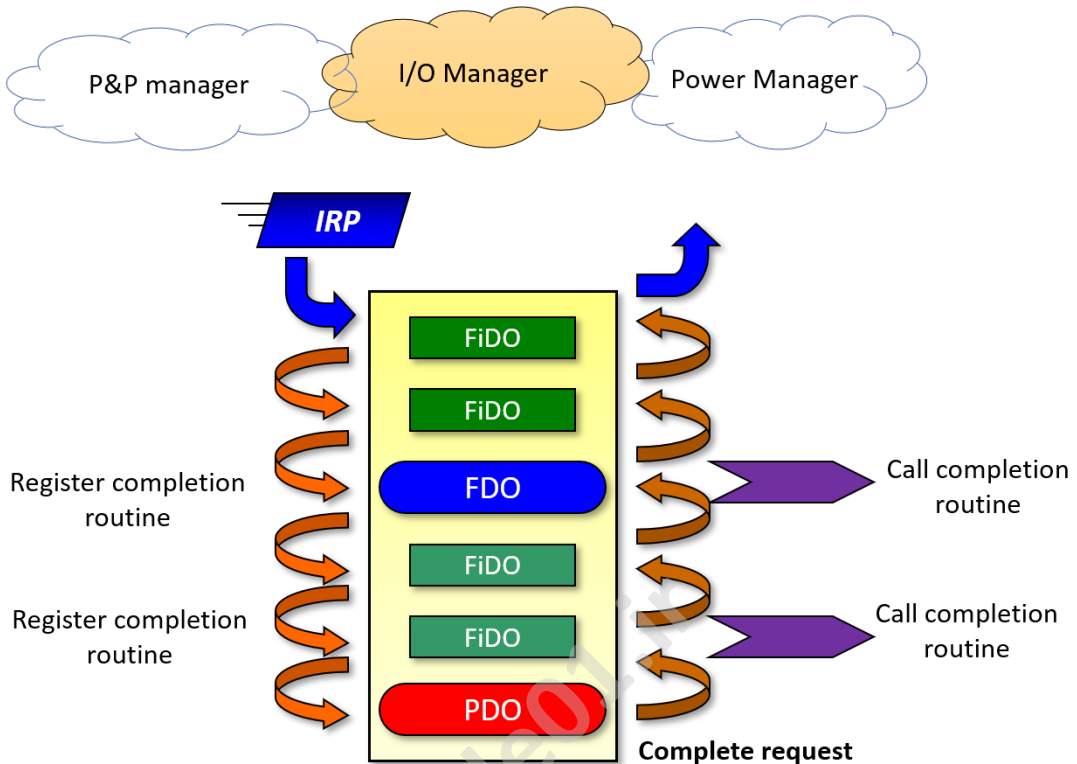 P&P manager
I/O Manager
Power Manager
IRP
FiDO
FiDO
Register completion
routine
FDO
Call completion
routine
FiDO
Register completion
routine
FiDO
Call completion
routine
PDO
Complete request